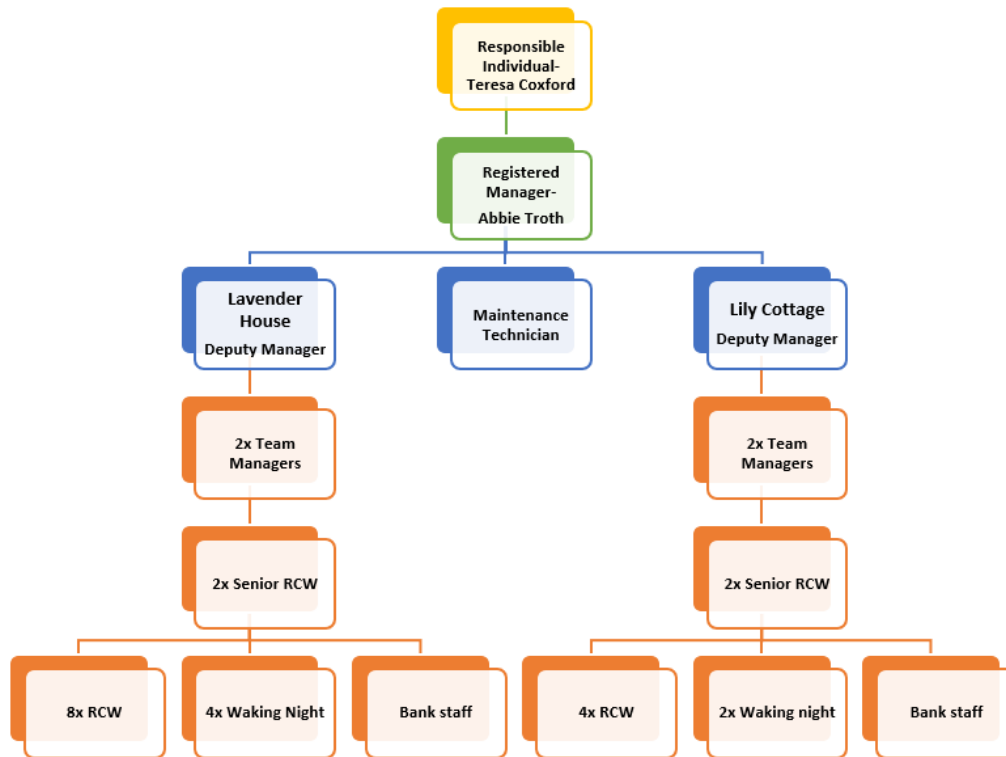 Responsible
Individual-
Teresa Coxford
Registered
Manager-
Abbie Troth
Lavender
House
Deputy Manager
Maintenance
Technician
Lily Cottage
Deputy Manager
2x Team
Managers
2x Team
Managers
2x Senior RCW
2x Senior RCW
8x RCW
4x Waking Night
Bank staff
4x RCW
2x Waking night
Bank staff